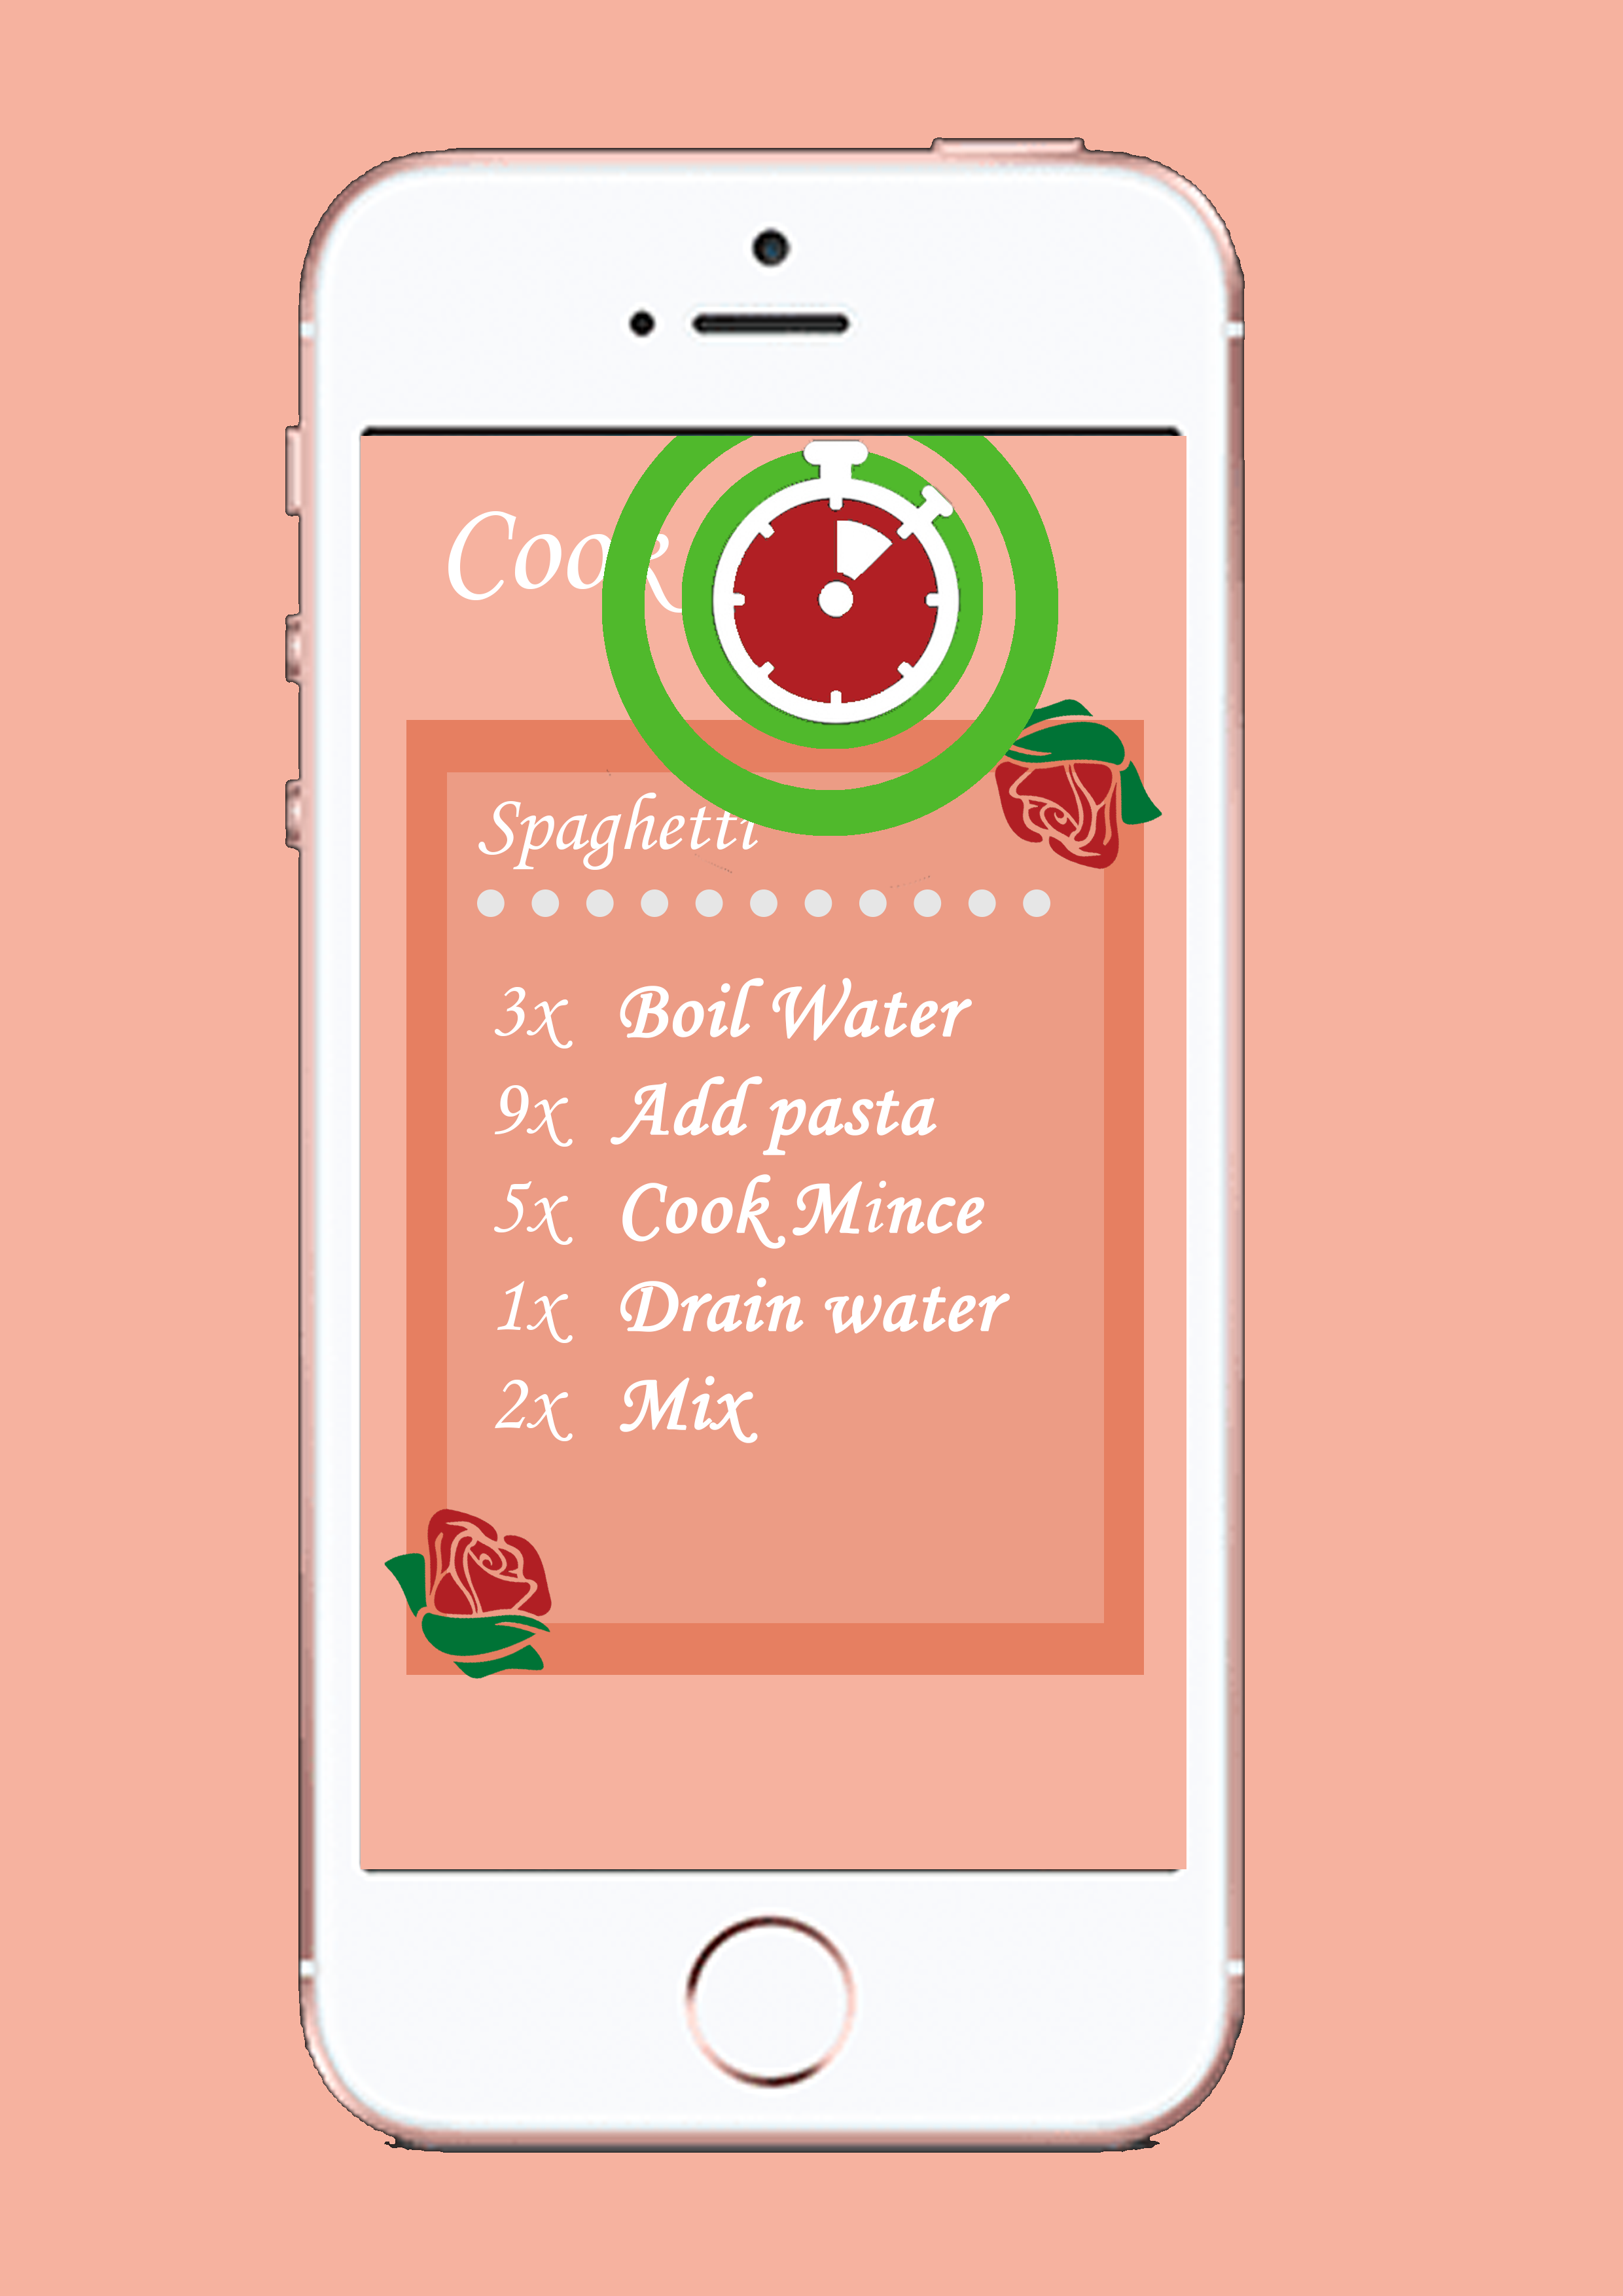 Cook
Spaghetti
3x Boil Water
9x Add pasta
5x Cook Mince
1x Drain water
2x Mix